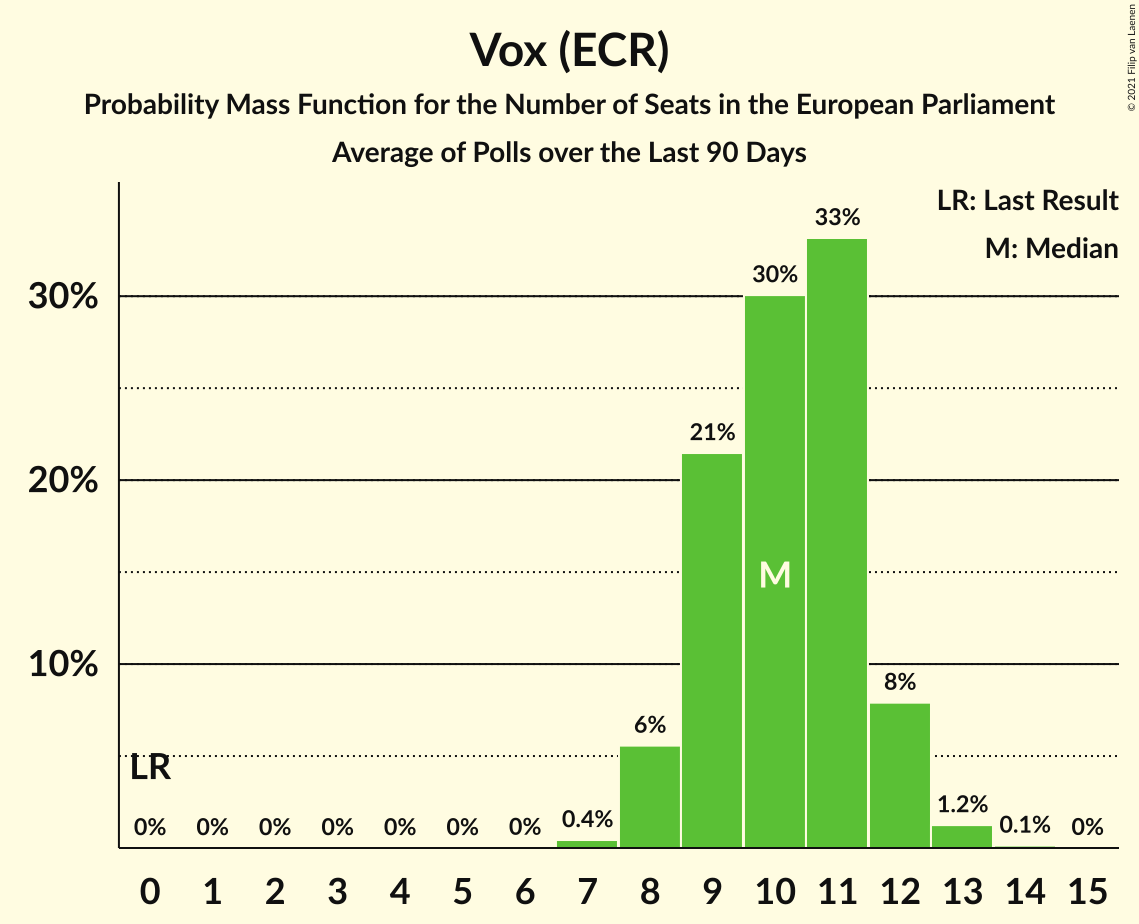 Vox (ECR)
Probability Mass Function for the Number of Seats in the European Parliament
Average of Polls over the Last 90 Days
© 2021 Filip van Laenen
LR: Last Result
M: Median
33%
30%
30%
21%
20%
M
10%
8%
6%
LR
1.2%
0% 0% 0% 0% 0% 0% 0% 0.4% 0.1% 0%
0 1 2 3 4 5 6 7 8 9 10 11 12 13 14 15